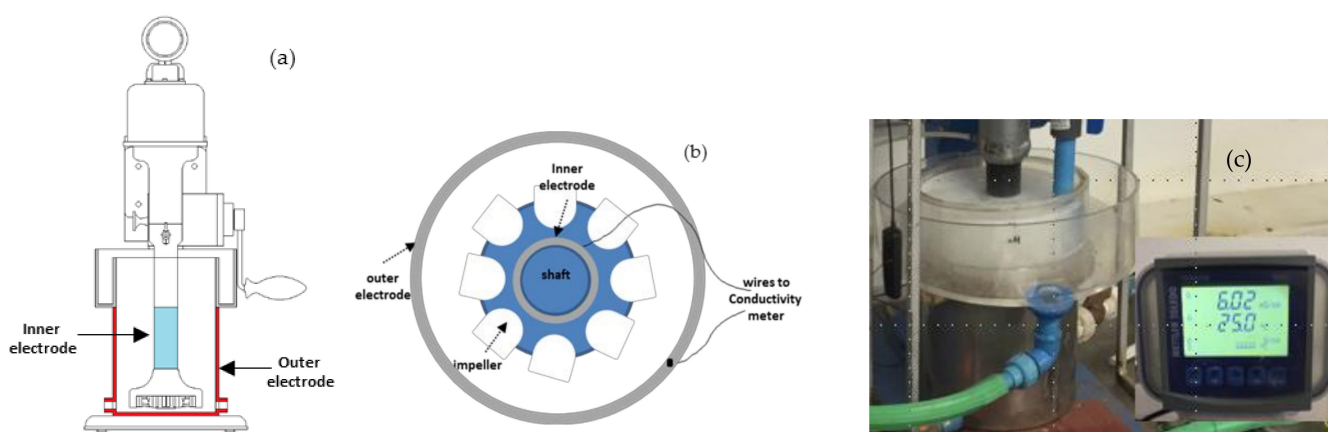 (a)
Inner
electrode
Outer
electrode
(b)
Inner
electrode
shaft
outer
electrode
impeller
wires to
Conductivity
meter
(c)
6.02
25.0